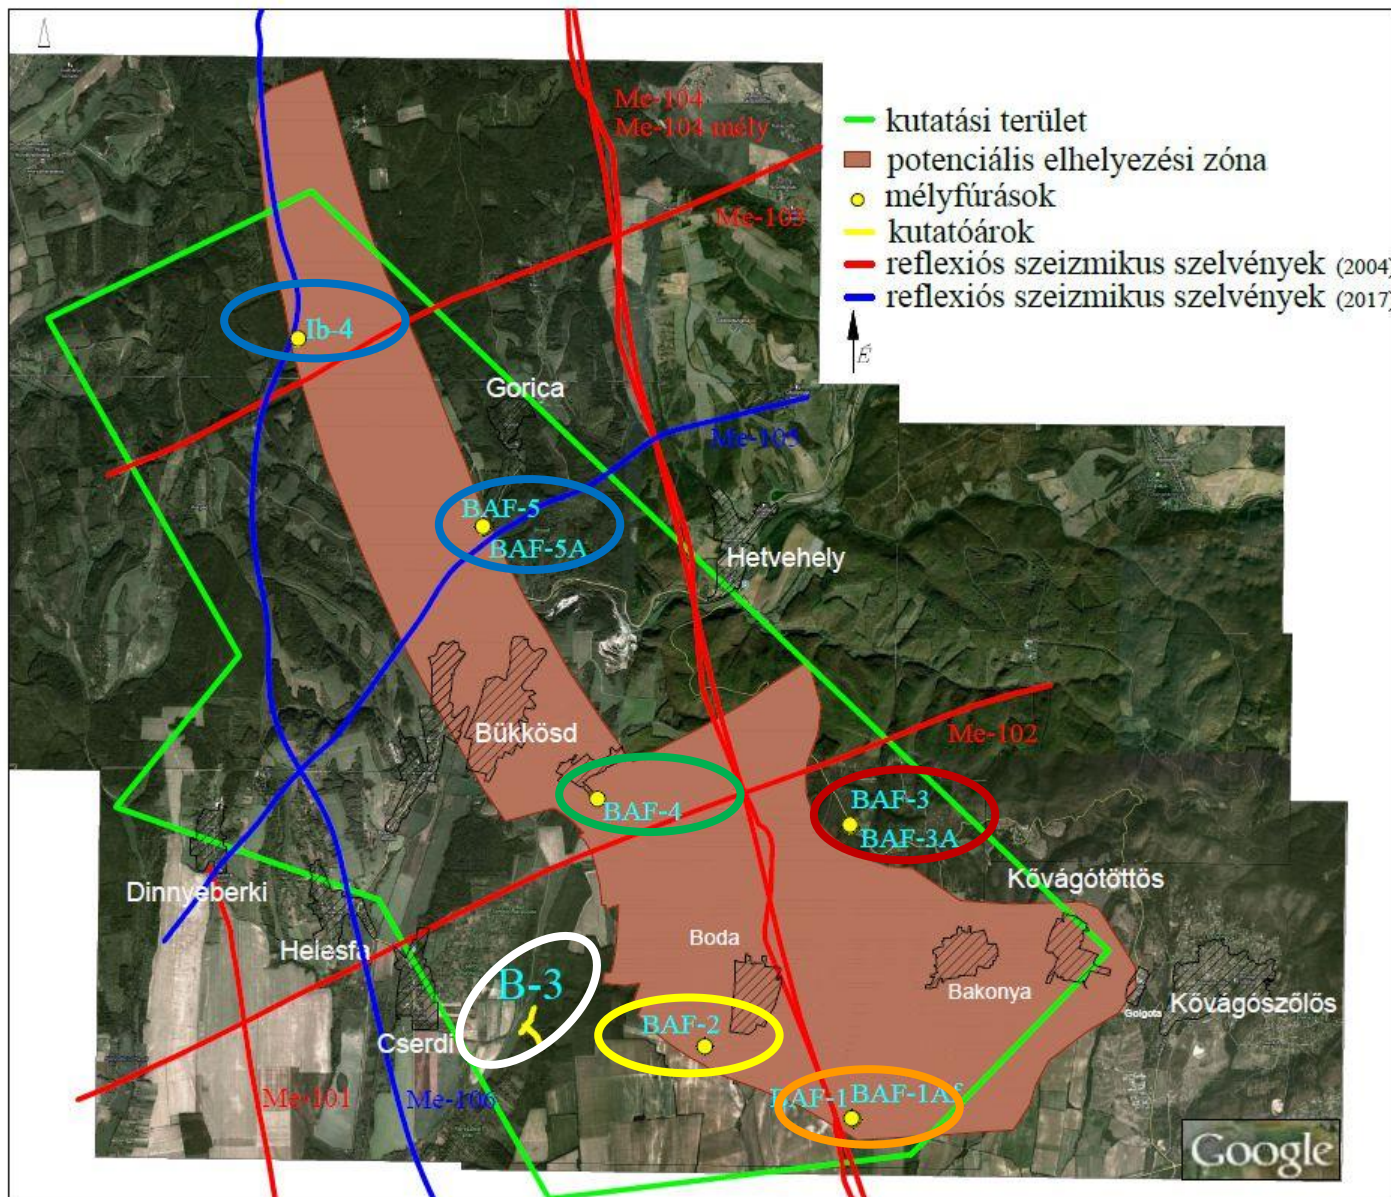 Me-104
Me-104 mély
Me-103
kutatási terület
potenciális elhelyezési zóna
mélyfúrások
kutatóárok
reflexiós szeizmikus szelvények (2004)
reflexiós szeizmikus szelvények (2017)
É
Ib-4
Gorica
Me-105
BAF-5
BAF-5A
Hetvehely
Bükkösd
Me-102
BAF-4
BAF-3
BAF-3A
Dinnyeberki
Kővágótöttös
Helesfa
Boda
B-3
Bakonya
Golgota
Kővágószőlős
Cserdi
BAF-2
Me-101
Me-106
BAF-1
BAF-1Af
Google